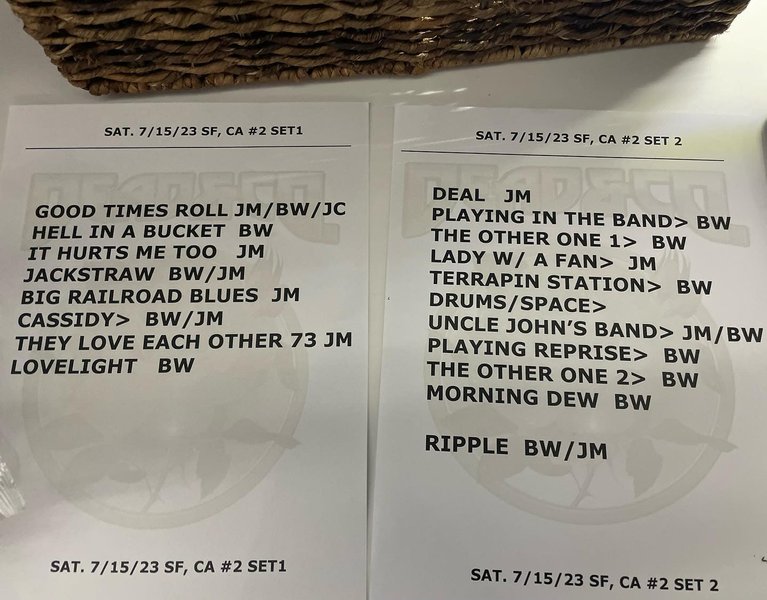 SAT. 7/15/23 SF, CA #2 SET1
GOOD TIMES ROLL JM/BW/JC
HELL IN A BUCKET BW
IT HURTS ME TOO JM
JACKSTRAW BW/JM
BIG RAILROAD BLUES JM
CASSIDY> BW/JM
THEY LOVE EACH OTHER 73 JM
LOVELIGHT BW
SAT. 7/15/23 SF, CA #2 SET1
SAT. 7/15/23 SF, CA #2 SET 2
DEAD&CO
DEAL JM
PLAYING IN THE BAND> BW
THE OTHER ONE 1> BW
LADY W/ A FAN> JM
TERRAPIN STATION> BW
DRUMS/SPACE>
UNCLE JOHN'S BAND> JM/BW
PLAYING REPRISE> BW
THE OTHER ONE 2> BW
MORNING DEW BW
RIPPLE BW/JM
SAT. 7/15/23 SF, CA #2 SET 2